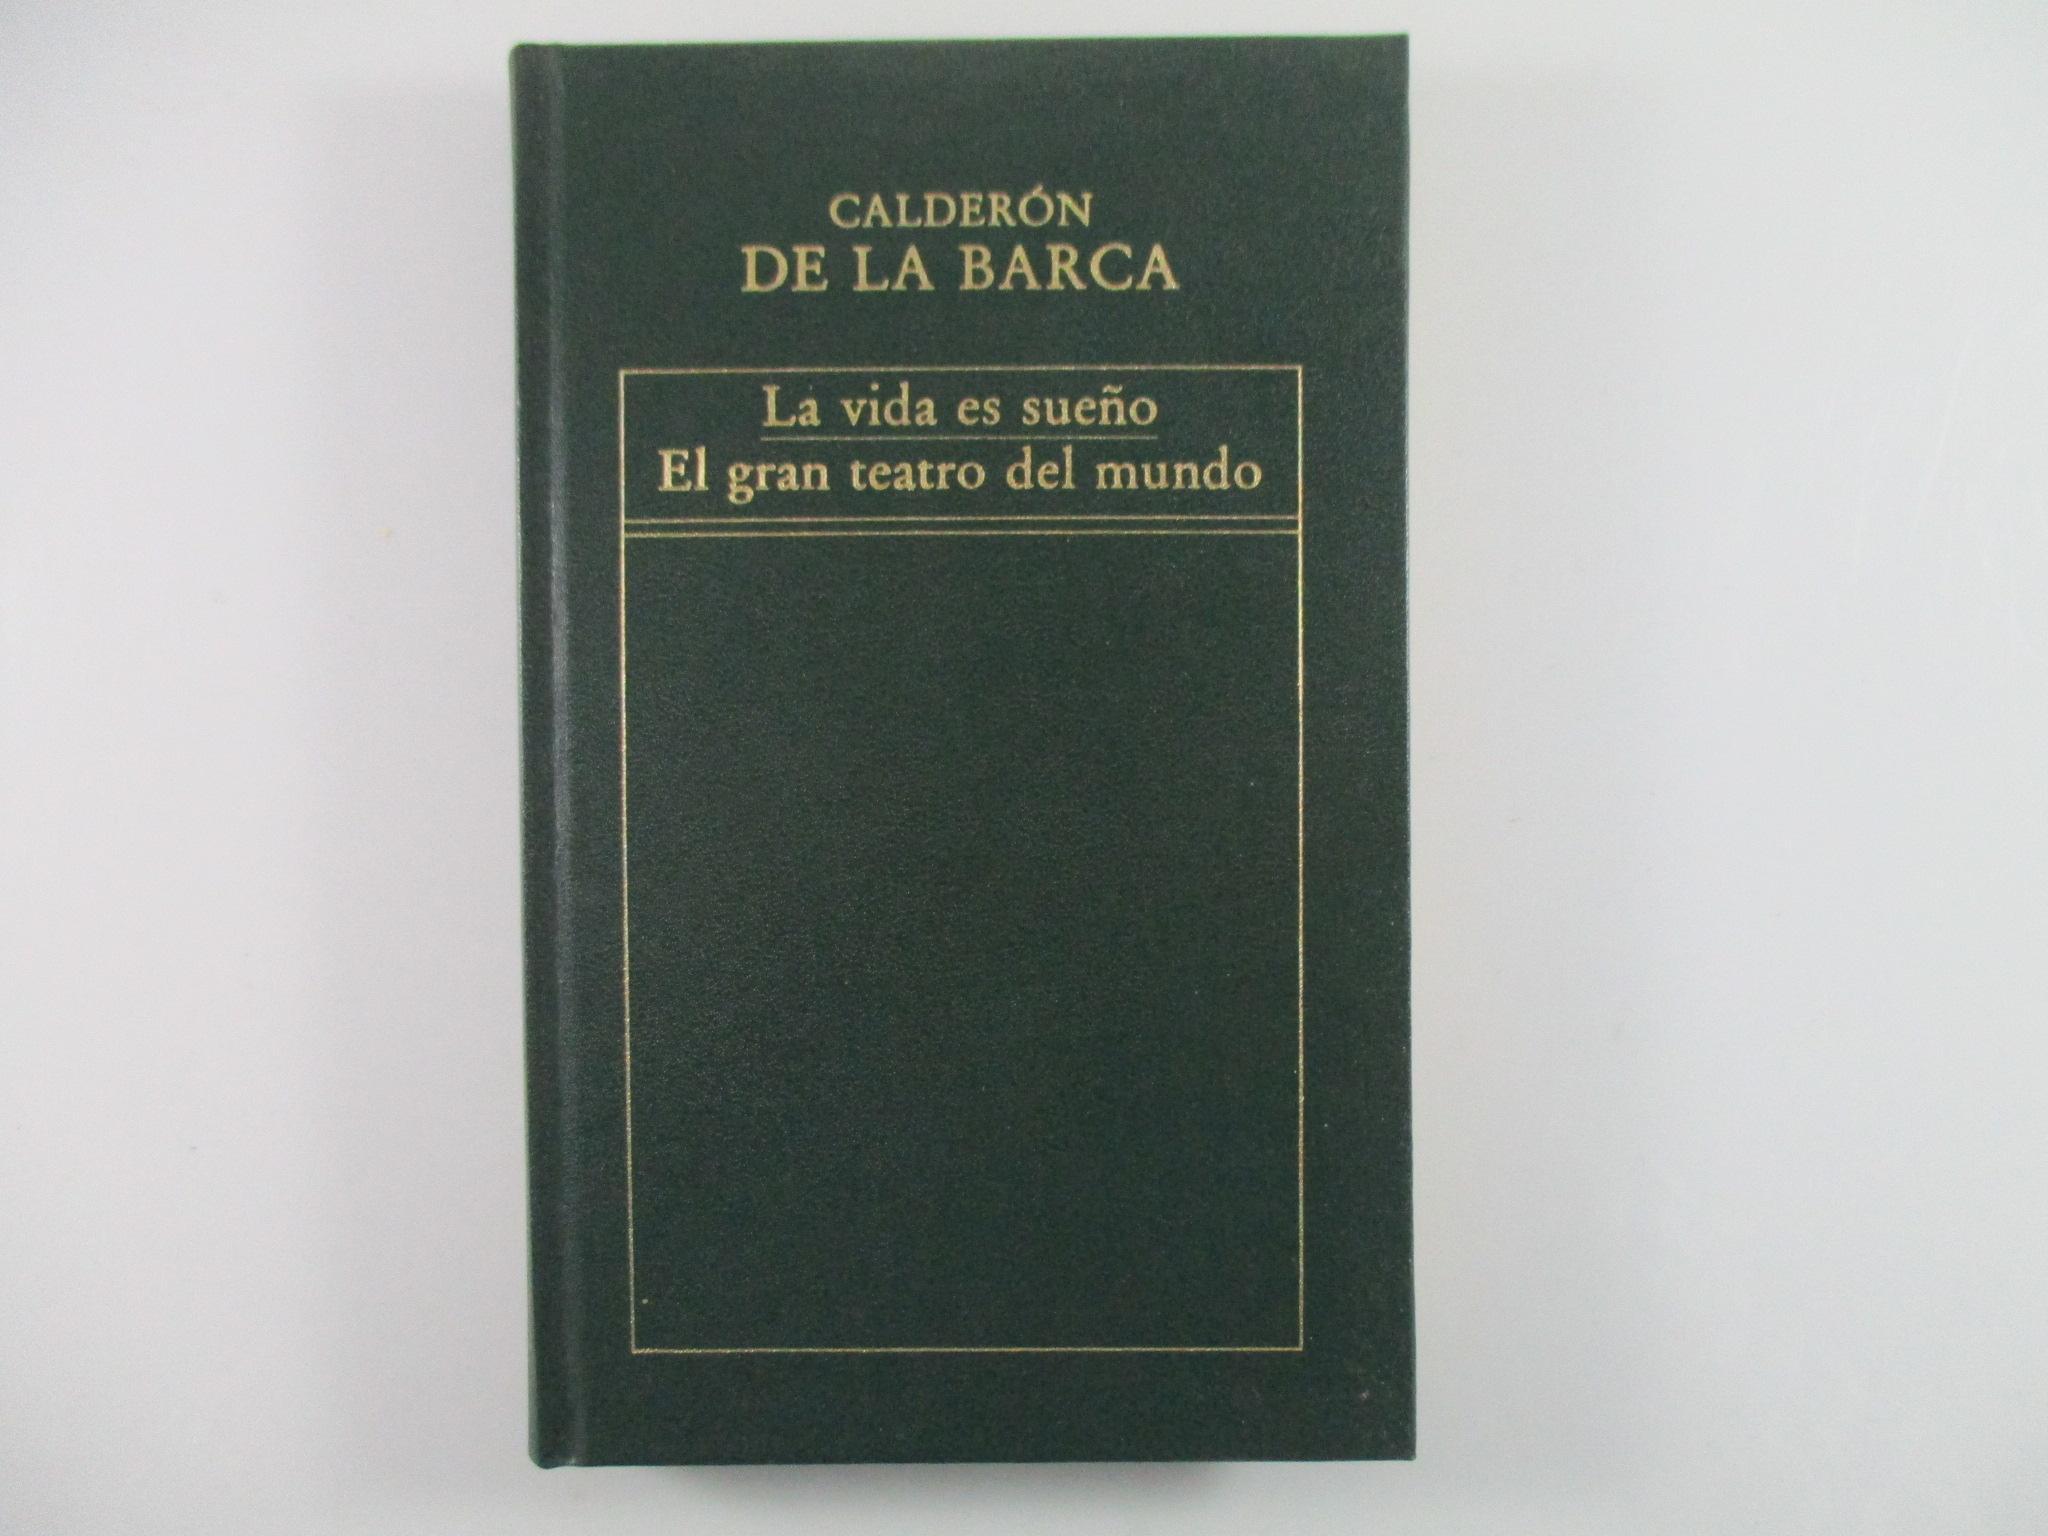 CALDERÓN
DE LA BARCA
La vida es sueño
El gran teatro del mundo